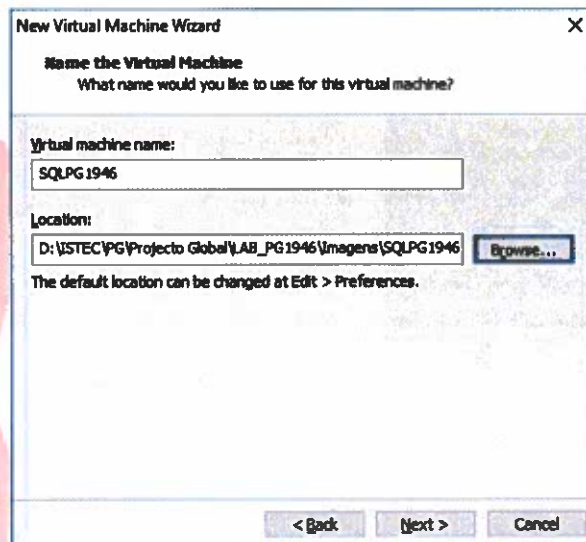 New Virtual Machine Wizard
Name the Virtual Machine
What name would you like to use for this virtual machine?
Virtual machine name:
SQLPG1946
Location:
D:\ISTEC\PG\Projecto Global\LAB_PG1946\Imagens\SQLPG1946
Browse...
The default location can be changed at Edit > Preferences.
< Back Next > Cancel